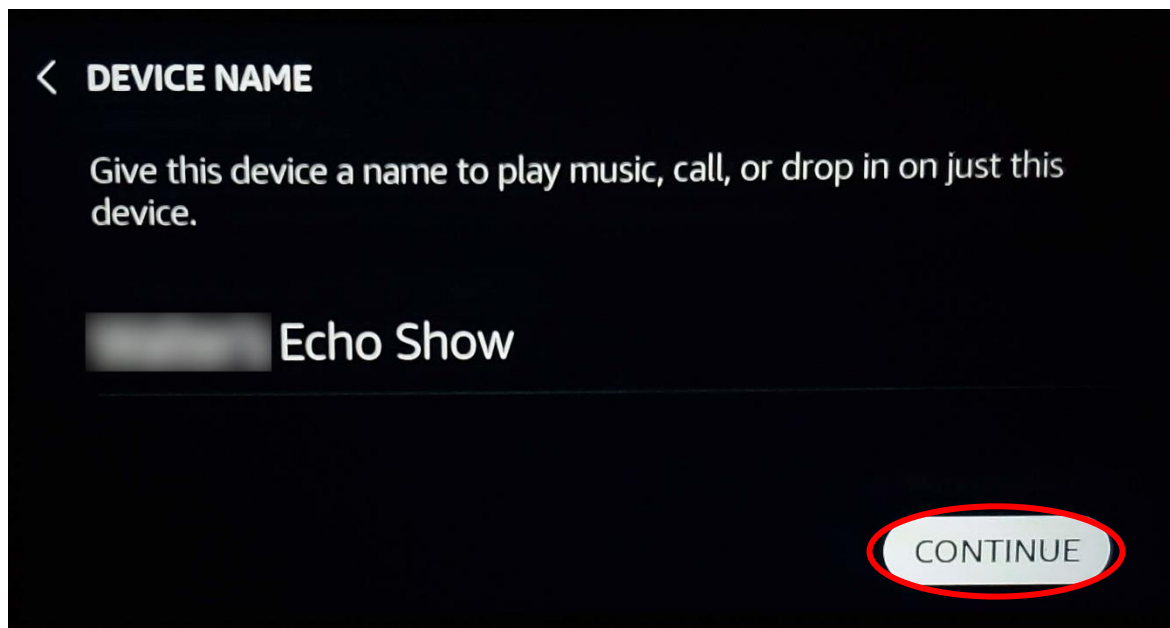 DEVICE NAME
Give this device a name to play music, call, or drop in on just this
device.
Echo Show
CONTINUE